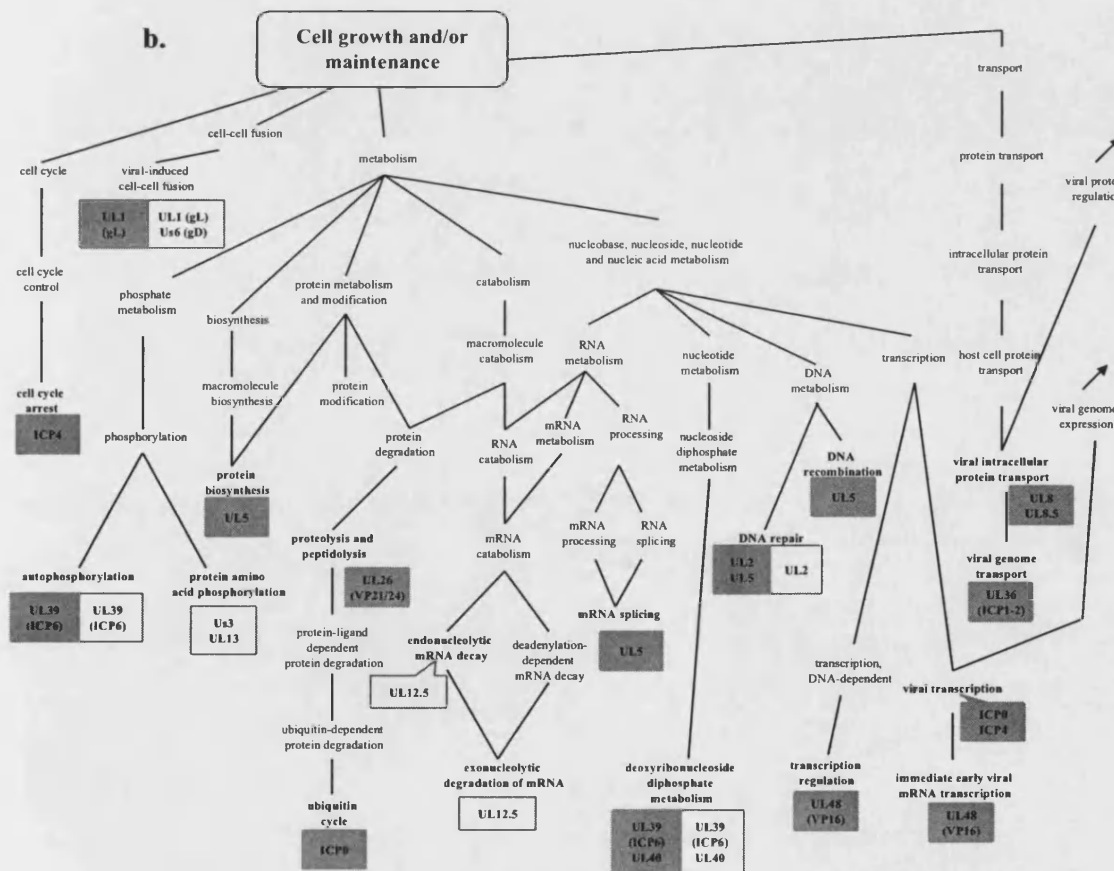 b.
Cell growth and/or
maintenance
transport
cell-cell fusion
cell cycle
viral-induced
cell-cell fusion
metabolism
protein transport
viral protein
regulation
UL1
(gL)
UL1 (gL)
Us6 (gD)
nucleobase, nucleoside, nucleotide
and nucleic acid metabolism
intracellular protein
transport
cell cycle
control
phosphate
metabolism
protein metabolism
and modification
catabolism
biosynthesis
macromolecule
catabolism
RNA
metabolism
nucleotide
metabolism
transcription
host cell protein
transport
DNA
metabolism
cell cycle
arrest
ICP4
macromolecule
biosynthesis
protein
modification
viral genome
expression
phosphorylation
protein
degradation
RNA
catabolism
mRNA
metabolism
RNA
processing
nucleoside
diphosphate
metabolism
DNA
recombination
UL5
viral intracellular
protein transport
UL8
UL8.5
protein
biosynthesis
UL5
proteolysis and
peptidolysis
UL26
(VP21/24)
mRNA
catabolism
mRNA
processing
RNA
splicing
DNA repair
UL2
UL5
UL2
viral genome
transport
UL36
(ICP1-2)
autophosphorylation
UL39
(ICP6)
UL39
(ICP6)
protein amino
acid phosphorylation
Us3
UL13
mRNA splicing
UL5
protein-ligand
dependent
protein degradation
endonucleolytic
mRNA decay
UL12.5
deadenylation-
dependent
mRNA decay
transcription,
DNA-dependent
viral transcription
ICP0
ICP4
ubiquitin-dependent
protein degradation
exonucleolytic
degradation of mRNA
UL12.5
deoxyribonucleoside
diphosphate
metabolism
UL39
(ICP6)
UL40
UL39
(ICP6)
UL40
transcription
regulation
UL48
(VP16)
immediate early viral
mRNA transcription
UL48
(VP16)
ubiquitin
cycle
ICP0